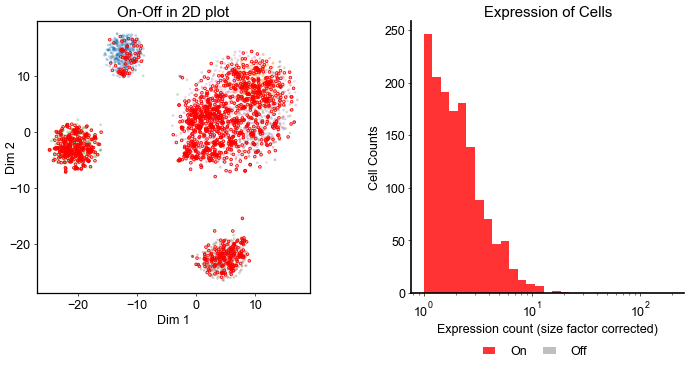 On-Off in 2D plot
Dim 2
10
0
−10
−20
−20 −10 0 10
Dim 1
Expression of Cells
Cell Counts
250
200
150
100
50
0
10⁰ 10¹ 10²
Expression count (size factor corrected)
On Off